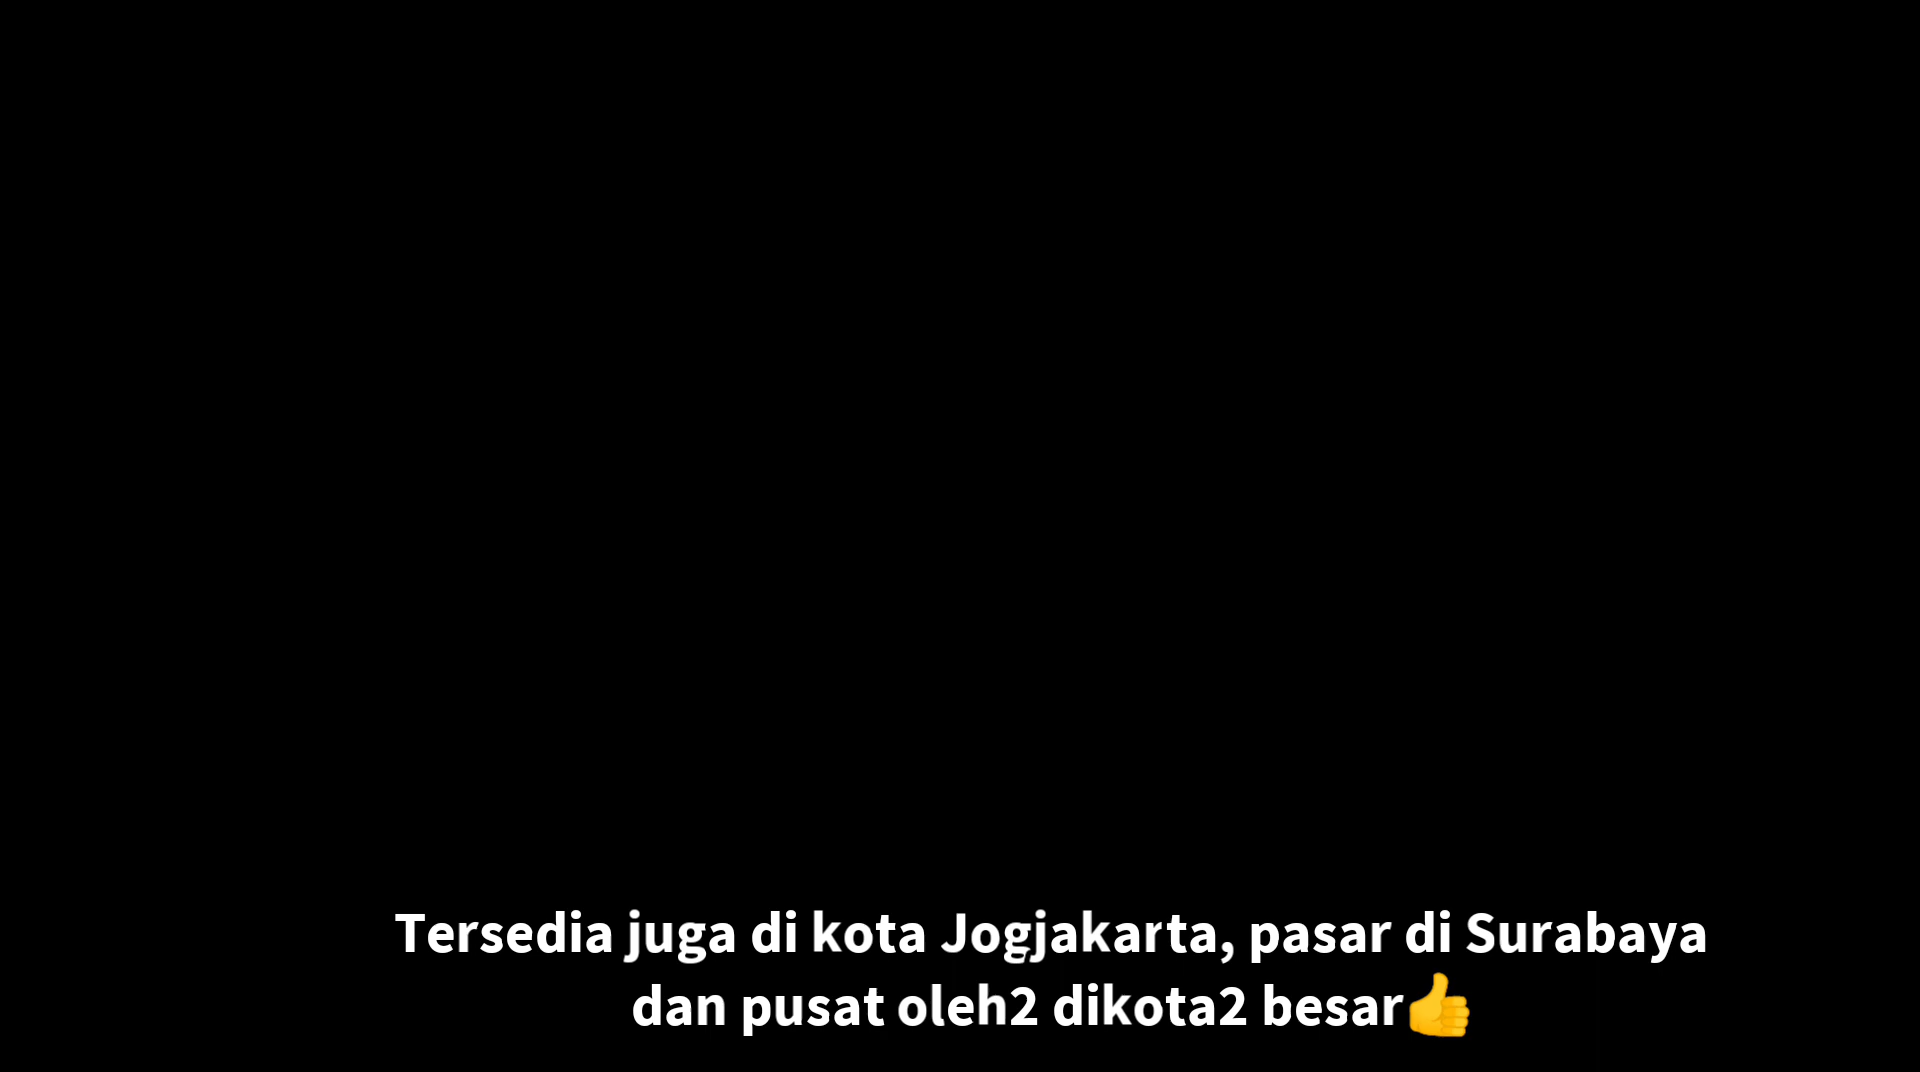 Tersedia juga di kota Jogjakarta, pasar di Surabaya
dan pusat oleh2 dikota2 besar👍